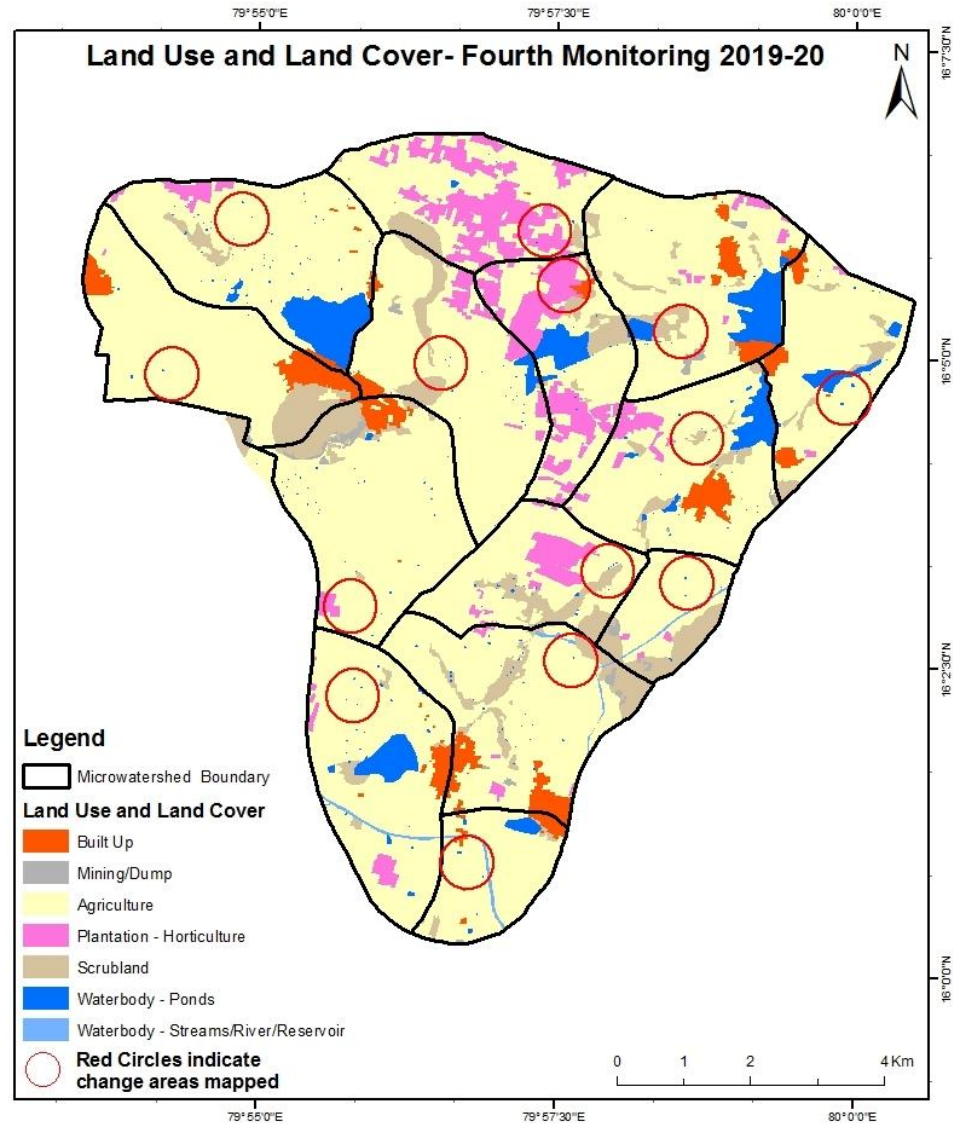 79°55'0"E 79°57'30"E 80°0'0"E
Land Use and Land Cover- Fourth Monitoring 2019-20
N
16°7'30"N
16°5'0"N
16°2'30"N
16°0'0"N
Legend
Microwatershed Boundary
Land Use and Land Cover
Built Up
Mining/Dump
Agriculture
Plantation - Horticulture
Scrubland
Waterbody - Ponds
Waterbody - Streams/River/Reservoir
Red Circles indicate
change areas mapped
0 1 2 4 Km
79°55'0"E 79°57'30"E 80°0'0"E